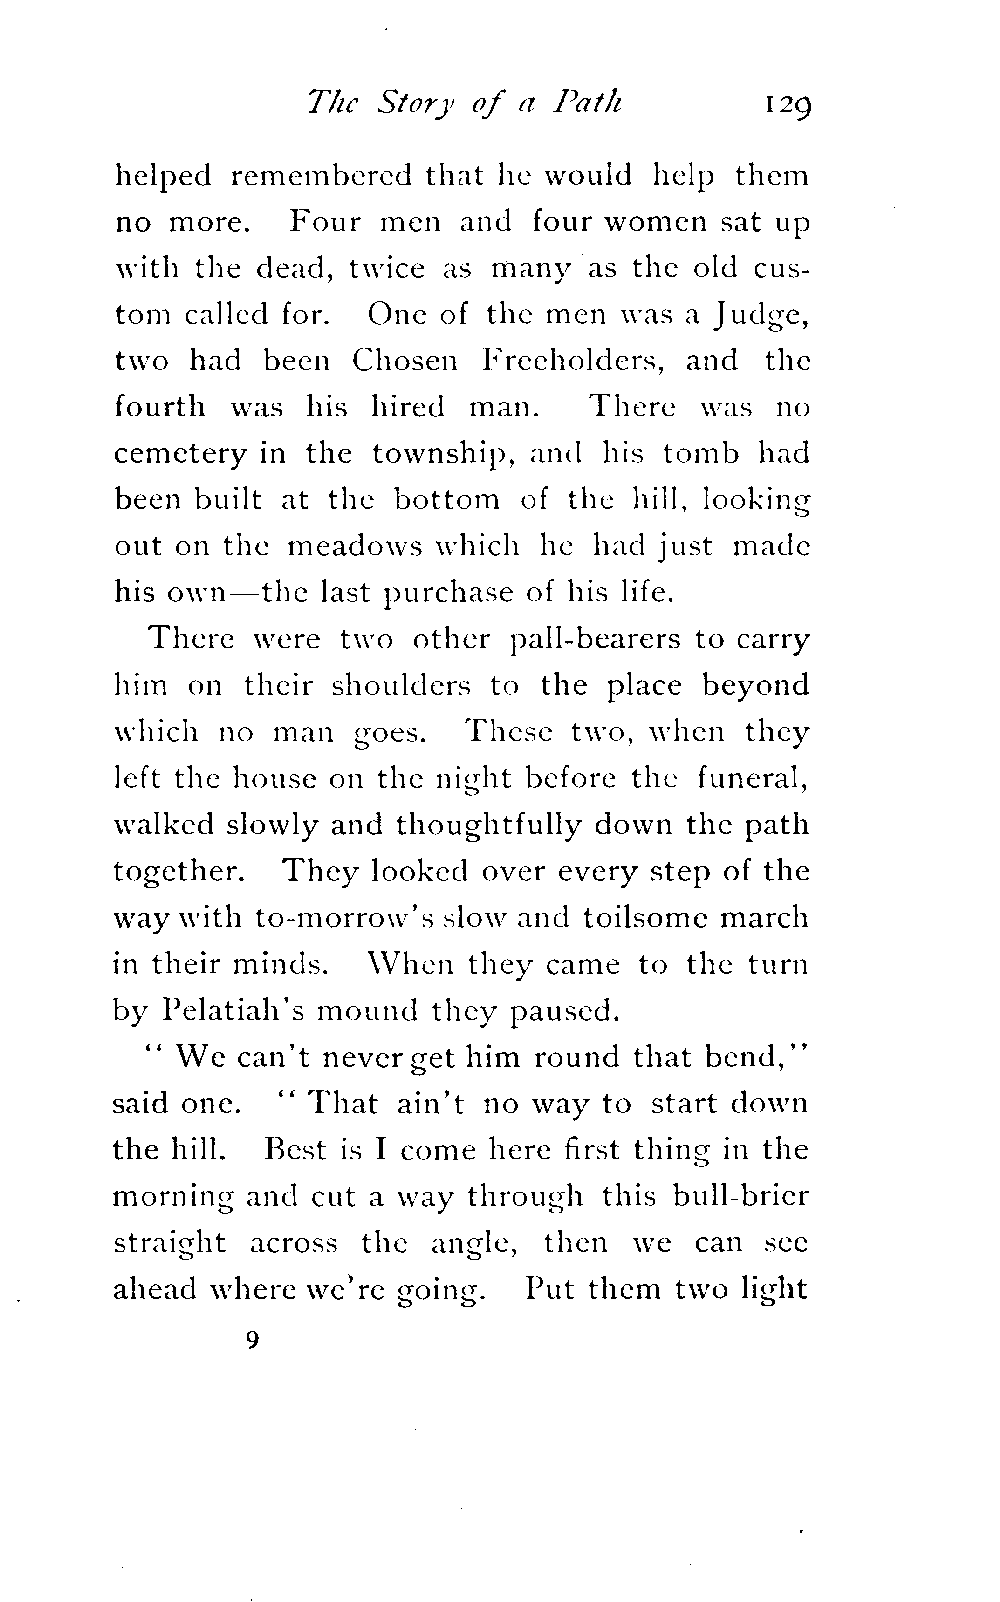 The Story of a Path 129
helped remembered that he would help them
no more. Four men and four women sat up
with the dead, twice as many as the old cus-
tom called for. One of the men was a Judge,
two had been Chosen Freeholders, and the
fourth was his hired man. There was no
cemetery in the township, and his tomb had
been built at the bottom of the hill, looking
out on the meadows which he had just made
his own—the last purchase of his life.
There were two other pall-bearers to carry
him on their shoulders to the place beyond
which no man goes. These two, when they
left the house on the night before the funeral,
walked slowly and thoughtfully down the path
together. They looked over every step of the
way with to-morrow's slow and toilsome march
in their minds. When they came to the turn
by Pelatiah's mound they paused.
“ We can't never get him round that bend,”
said one. “ That ain't no way to start down
the hill. Best is I come here first thing in the
morning and cut a way through this bull-brier
straight across the angle, then we can see
ahead where we're going. Put them two light
9